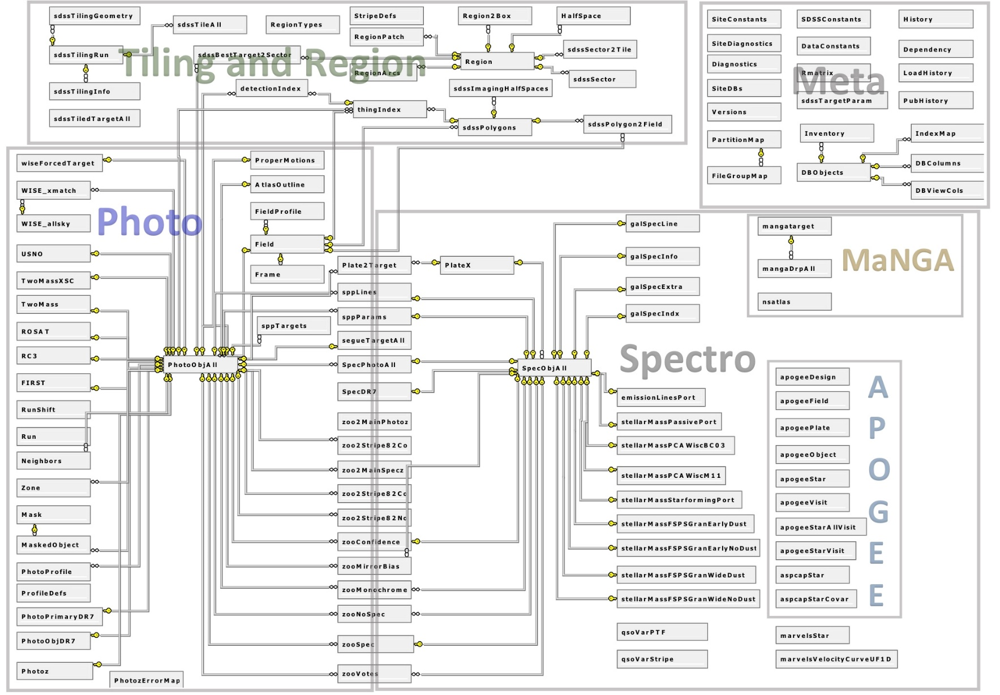 Tiling and Region
sdssTilingGeometry
sdssTileAll
RegionTypes
StripeDefs
Region2Box
HalfSpace
RegionPatch
sdssTilingRun
sdssBestTarget2Sector
Region
sdssSector2Tile
RegionArcs
sdssSector
sdssTilingInfo
detectionIndex
sdssImagingHalfSpaces
thingIndex
sdssTiledTargetAll
sdssPolygons
sdssPolygon2Field
Meta
SiteConstants
SDSSConstants
History
SiteDiagnostics
DataConstants
Dependency
Diagnostics
Rmatrix
LoadHistory
SiteDBs
sdssTargetParam
PubHistory
Versions
PartitionMap
Inventory
IndexMap
FileGroupMap
DBObjects
DBColumns
DBViewCols
Photo
wiseForcedTarget
WISE_xmatch
WISE_allsky
USNO
TwoMassXSC
TwoMass
ROSAT
RC3
FIRST
RunShift
Run
Neighbors
Zone
Mask
MaskedObject
PhotoProfile
ProfileDefs
PhotoPrimaryDR7
PhotoObjDR7
Photoz
PhotozErrorMap
ProperMotions
AtlasOutline
FieldProfile
Field
Frame
sppTargets
PhotoObjAll
Plate2Target
PlateX
sppLines
sppParams
segueTargetAll
SpecPhotoAll
SpecDR7
zoo2MainPhotoz
zoo2Stripe82Co
zoo2MainSpecz
zoo2Stripe82Co
zoo2Stripe82No
zooConfidence
zooMirrorBias
zooMonochrome
zooNoSpec
zooSpec
zooVotes
Spectro
SpecObjAll
galSpecLine
galSpecInfo
galSpecExtra
galSpecIndx
emissionLinesPort
stellarMassPassivePort
stellarMassPCAWiscBC03
stellarMassPCAWiscM11
stellarMassStarformingPort
stellarMassFSPSGranEarlyDust
stellarMassFSPSGranEarlyNoDust
stellarMassFSPSGranWideDust
stellarMassFSPSGranWideNoDust
qsoVarPTF
qsoVarStripe
MaNGA
mangatarget
mangaDrpAll
nsatlas
APOGEE
apogeeDesign
apogeeField
apogeePlate
apogeeObject
apogeeStar
apogeeVisit
apogeeStarAllVisit
apogeeStarVisit
aspcapStar
aspcapStarCovar
marvelsStar
marvelsVelocityCurveUF1D